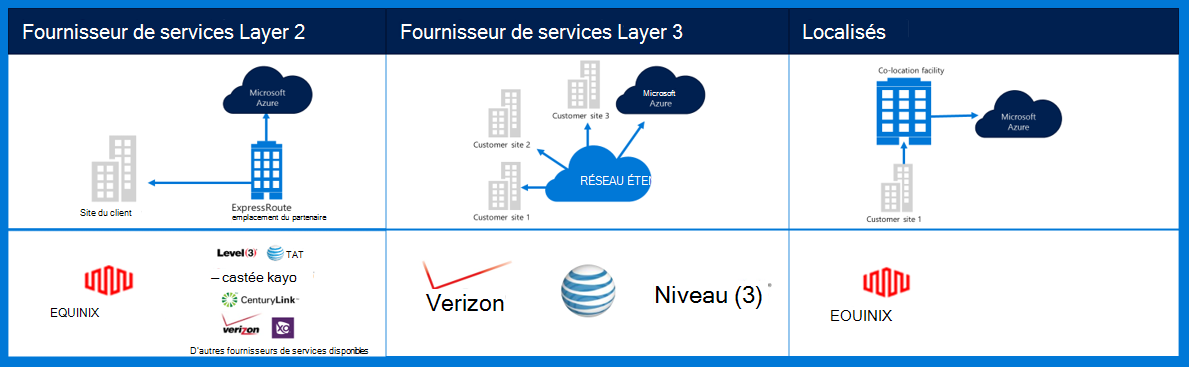 Fournisseur de services Layer 2
Fournisseur de services Layer 3
Localisés
Microsoft
Azure
Site du client
ExpressRoute
emplacement du partenaire
Customer site 3
Microsoft
Azure
Customer site 2
RÉSEAU ÉTEN
Customer site 1
Co-location facility
Microsoft
Azure
Customer site 1
EQUINIX
Level(3)
TAT
— castée kayo
CenturyLink™
verizon
XO
D'autres fournisseurs de services disponibles
Verizon
Niveau (3)
EOUINIX